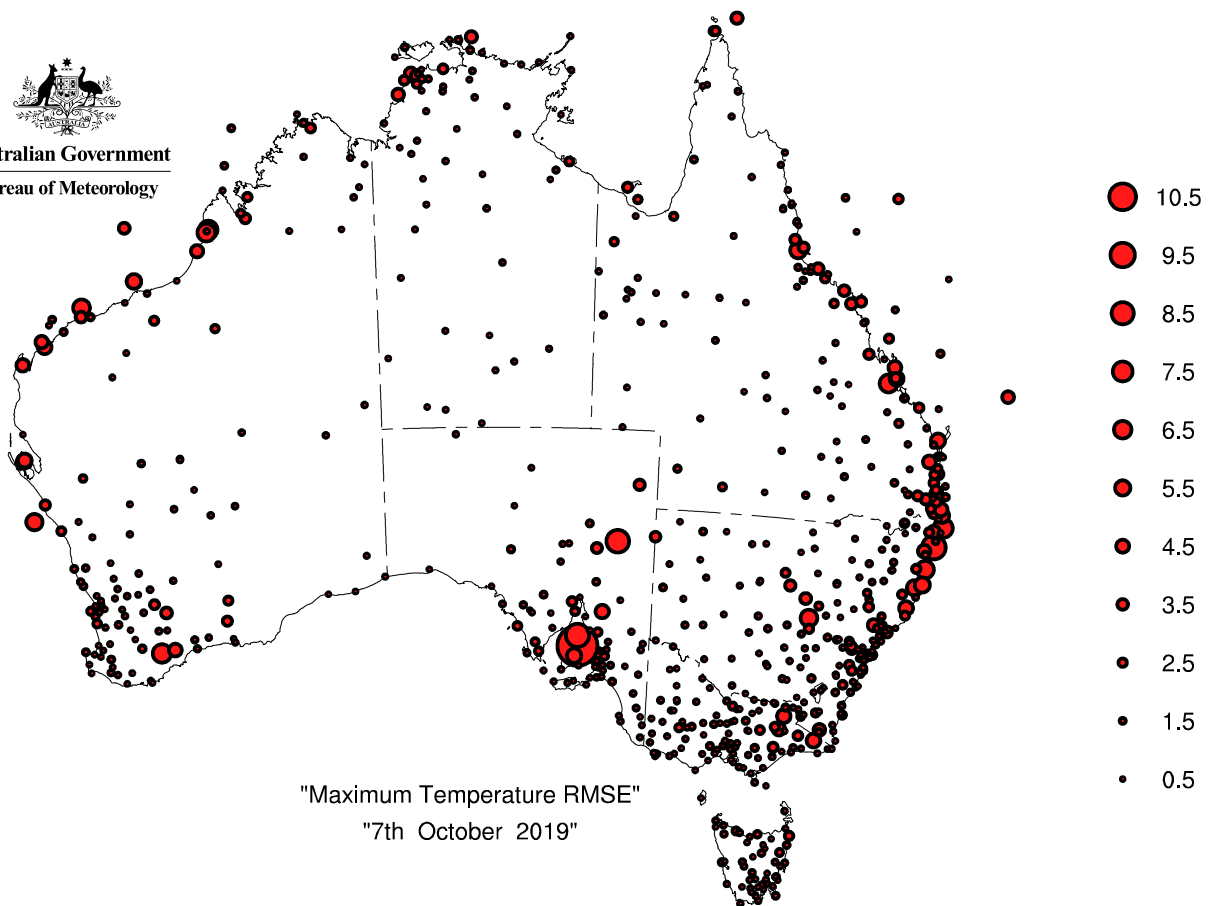 AUSTRALIA
tralian Government
reau of Meteorology
10.5
9.5
8.5
7.5
6.5
5.5
4.5
3.5
2.5
1.5
0.5
"Maximum Temperature RMSE"
"7th October 2019"